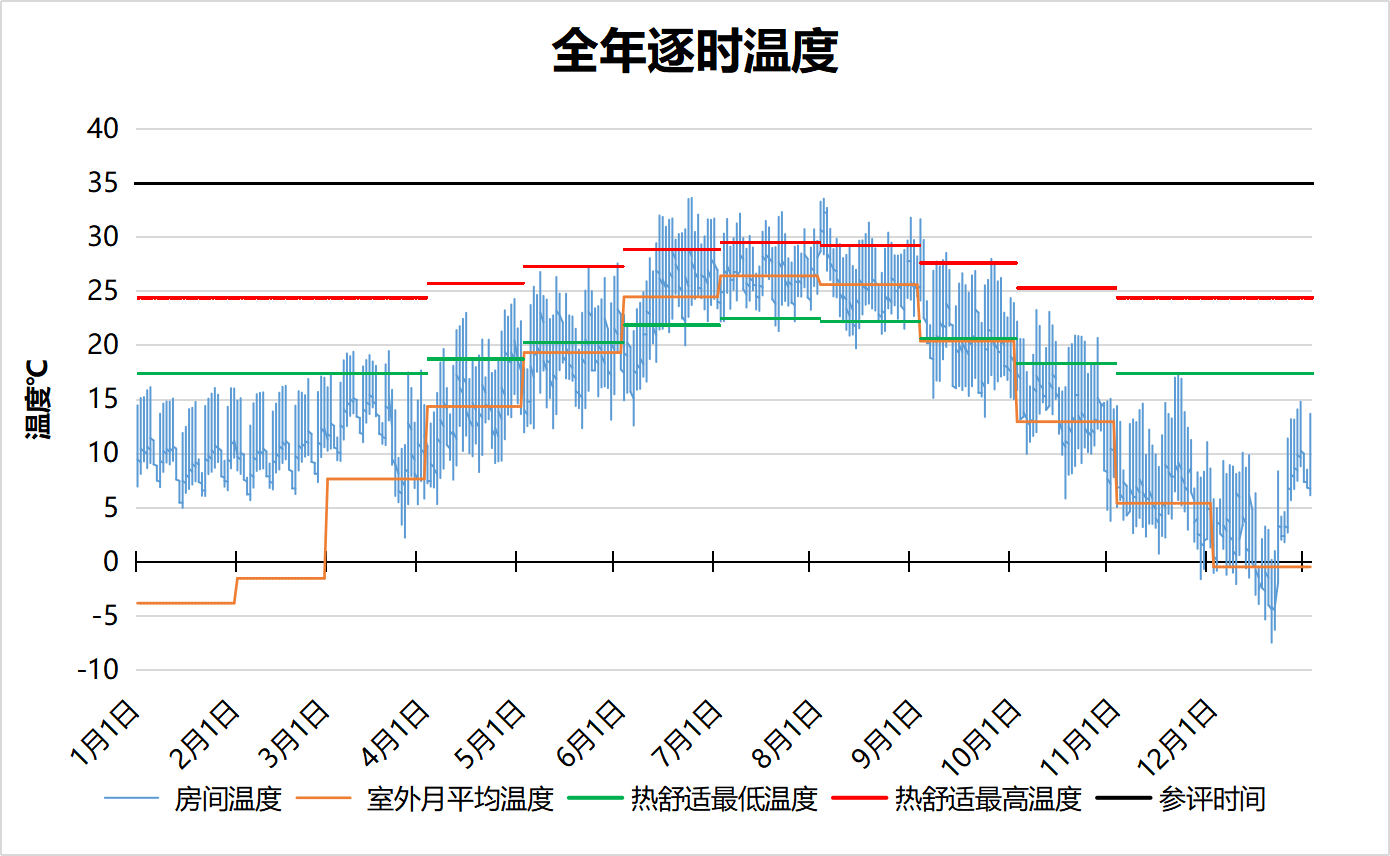 全年逐时温度
温度℃
40
35
30
25
20
15
10
5
0
-5
-10
1月1日
2月1日
3月1日
4月1日
5月1日
6月1日
7月1日
8月1日
9月1日
10月1日
11月1日
12月1日
房间温度 室外月平均温度 热舒适最低温度 热舒适最高温度 参评时间